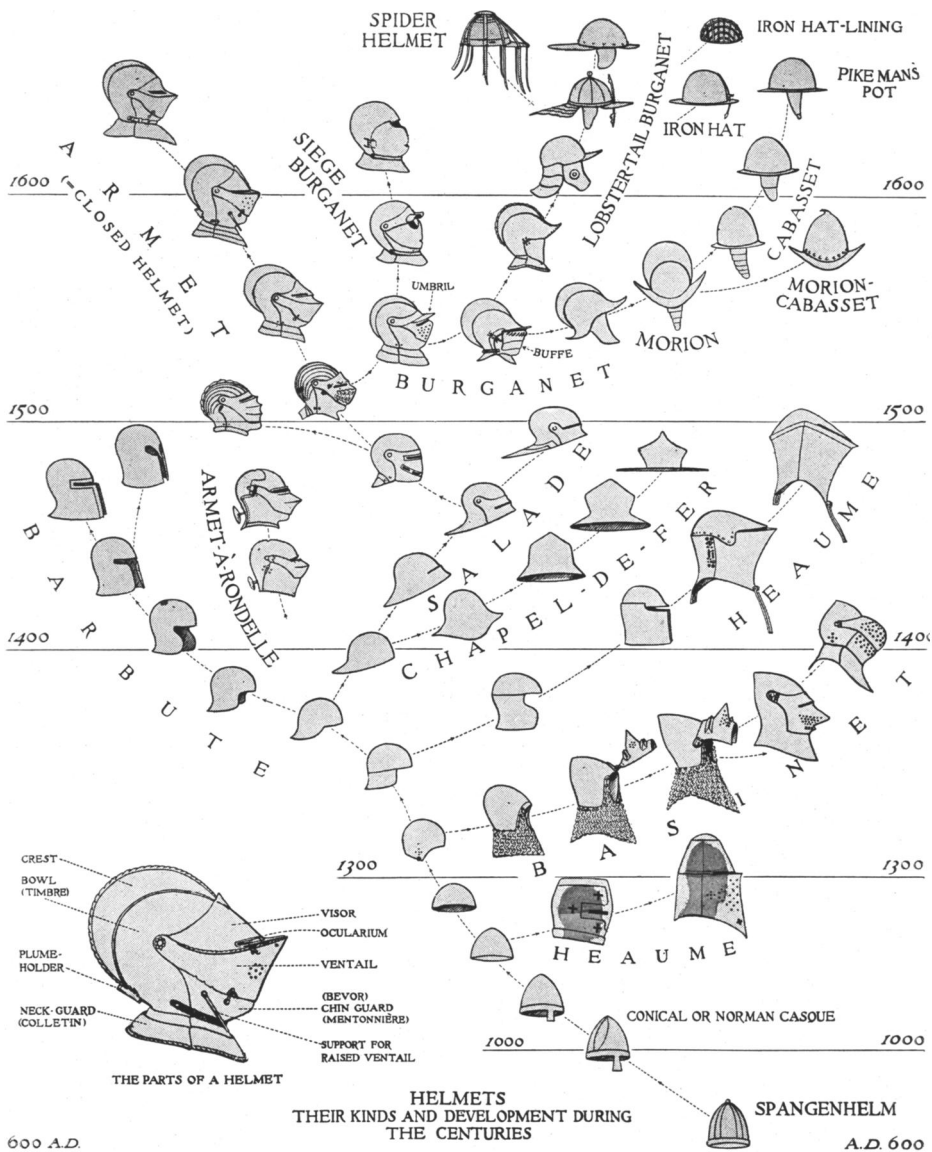 SPIDER
HELMET
IRON HAT-LINING
PIKEMAN'S
POT
IRON HAT
LOBSTER-TAIL BURGANET
SIEGE
BURGANET
ARMET
(=CLOSED HELMET)
1600
1600
CABASSET
MORION-
CABASSET
UMBRIL
MORION
BUFFE
BURGANET
1500
1500
ARMET-À-RONDELLE
BARBUTE
SALADE
CHAPEL-DE-FER
HEAUME
1400
1400
BASINET
1300
1300
HEAUME
CREST
BOWL
(TIMBRE)
PLUME-
HOLDER
NECK-GUARD
(COLLETIN)
VISOR
OCULARIUM
VENTAIL
(BEVOR)
CHIN GUARD
(MENTONNIÈRE)
SUPPORT FOR
RAISED VENTAIL
THE PARTS OF A HELMET
CONICAL OR NORMAN CASQUE
1000
1000
SPANGENHELM
HELMETS
THEIR KINDS AND DEVELOPMENT DURING
THE CENTURIES
600 A.D.
A.D. 600